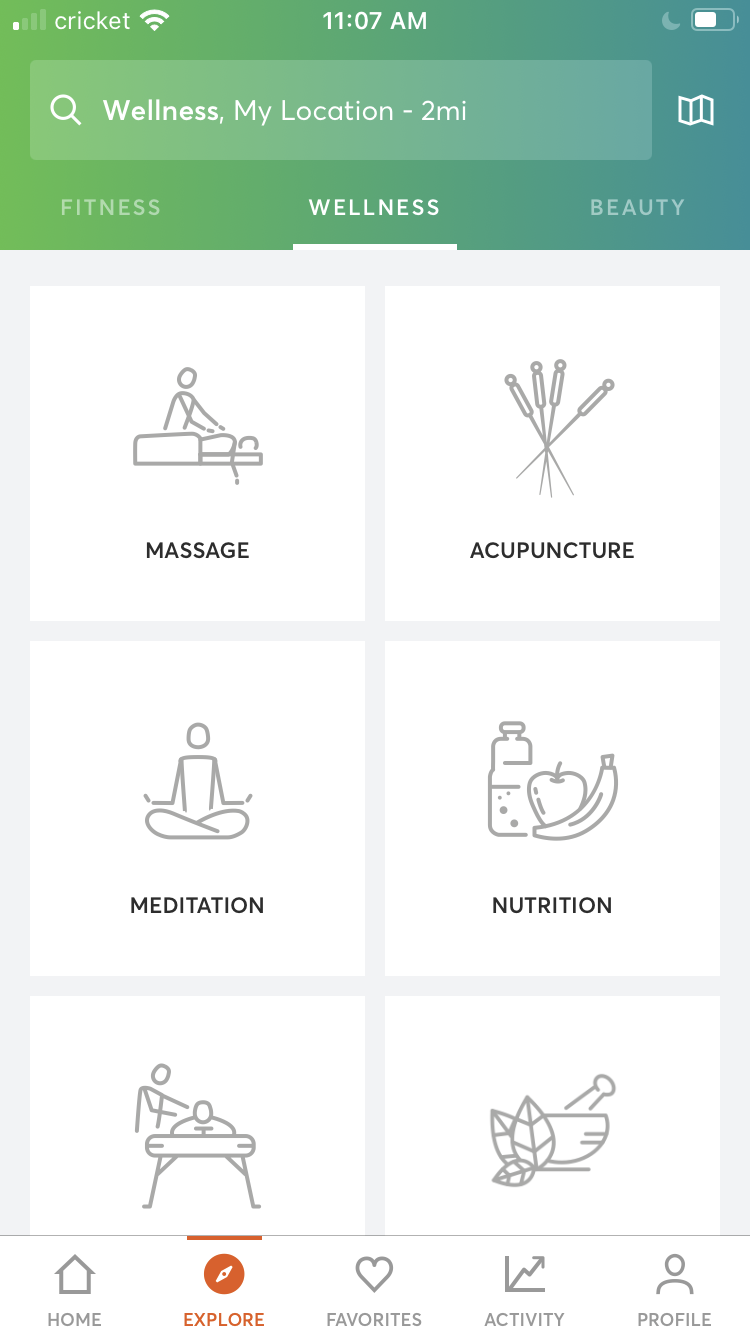 cricket 11:07 AM
Wellness, My Location - 2mi
FITNESS WELLNESS BEAUTY
MASSAGE ACUPUNCTURE
MEDITATION NUTRITION
HOME EXPLORE FAVORITES ACTIVITY PROFILE